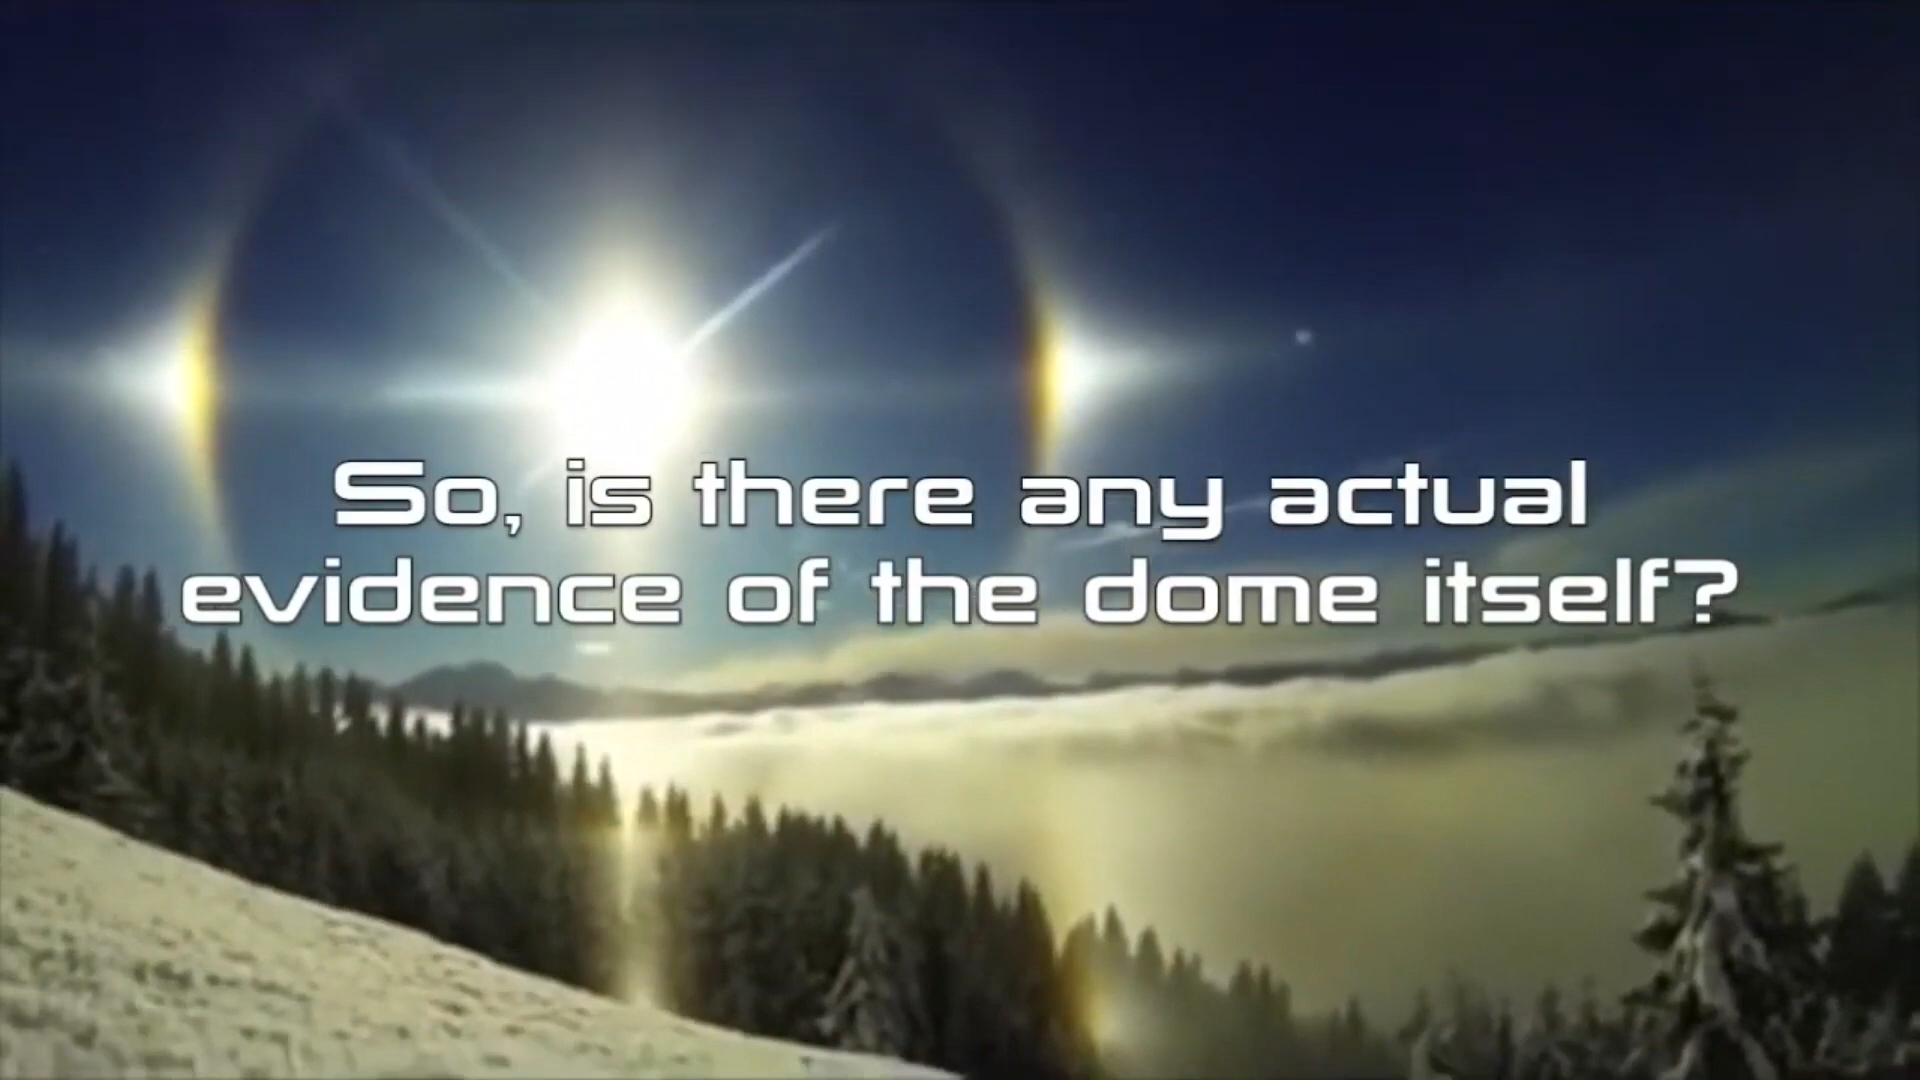 So, is there any actual
evidence of the dome itself?